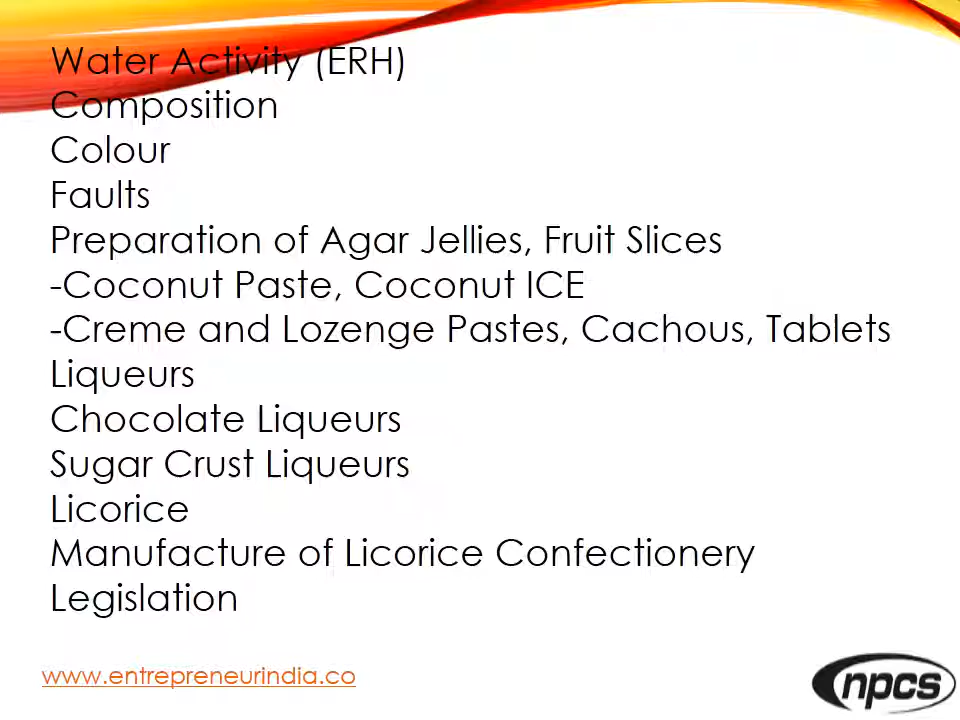 Water Activity (ERH)
Composition
Colour
Faults
Preparation of Agar Jellies, Fruit Slices
-Coconut Paste, Coconut ICE
-Creme and Lozenge Pastes, Cachous, Tablets
Liqueurs
Chocolate Liqueurs
Sugar Crust Liqueurs
Licorice
Manufacture of Licorice Confectionery
Legislation
www.entrepreneurindia.co
npcs